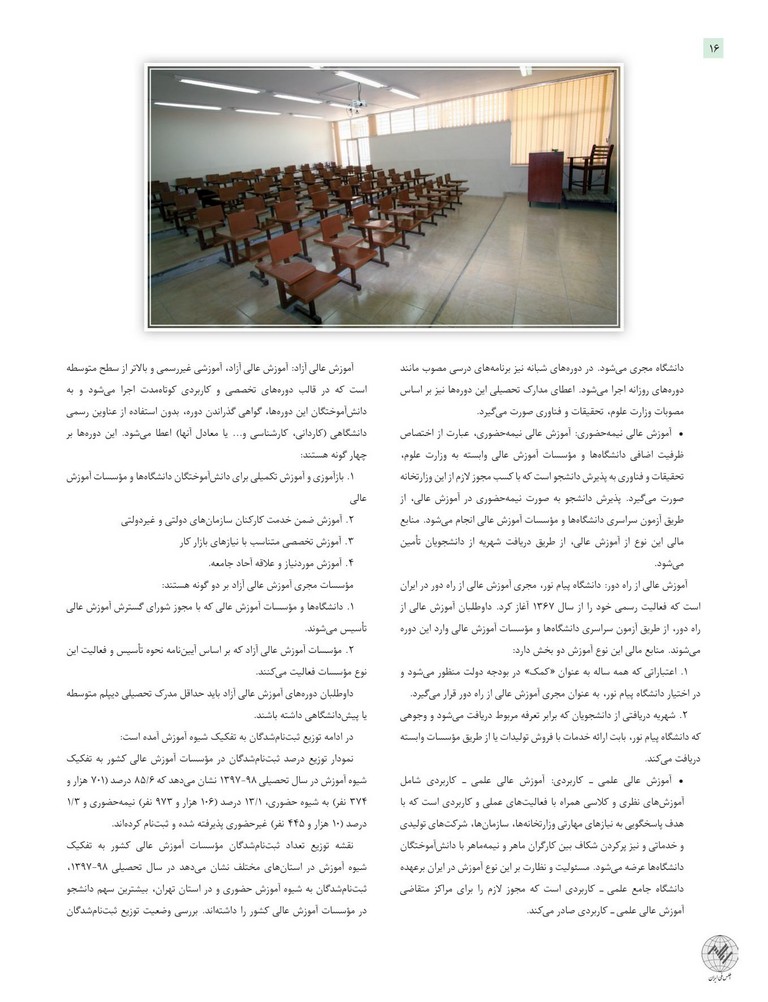 ۱۶
دانشگاه مجری می‌شود. در دوره‌های شبانه نیز برنامه‌های درسی مصوب مانند
دوره‌های روزانه اجرا می‌شود. اعطای مدارک تحصیلی این دوره‌ها نیز بر اساس
مصوبات وزارت علوم، تحقیقات و فناوری صورت می‌گیرد.
• آموزش عالی نیمه‌حضوری: آموزش عالی نیمه‌حضوری، عبارت از اختصاص
ظرفیت اضافی دانشگاه‌ها و مؤسسات آموزش عالی وابسته به وزارت علوم،
تحقیقات و فناوری به پذیرش دانشجو است که با کسب مجوز لازم از این وزارتخانه
صورت می‌گیرد. پذیرش دانشجو به صورت نیمه‌حضوری در آموزش عالی، از
طریق آزمون سراسری دانشگاه‌ها و مؤسسات آموزش عالی انجام می‌شود. منابع
مالی این نوع از آموزش عالی، از طریق دریافت شهریه از دانشجویان تأمین
می‌شود.
آموزش عالی از راه دور: دانشگاه پیام نور، مجری آموزش عالی از راه دور در ایران
است که فعالیت رسمی خود را از سال ۱۳۶۷ آغاز کرد. داوطلبان آموزش عالی از
راه دور، از طریق آزمون سراسری دانشگاه‌ها و مؤسسات آموزش عالی وارد این دوره
می‌شوند. منابع مالی این نوع آموزش دو بخش دارد:
۱. اعتباراتی که همه ساله به عنوان «کمک» در بودجه دولت منظور می‌شود و
در اختیار دانشگاه پیام نور، به عنوان مجری آموزش عالی از راه دور قرار می‌گیرد.
۲. شهریه دریافتی از دانشجویان که برابر تعرفه مربوط دریافت می‌شود و وجوهی
که دانشگاه پیام نور، بابت ارائه خدمات با فروش تولیدات یا از طریق مؤسسات وابسته
دریافت می‌کند.
• آموزش عالی علمی ـ کاربردی: آموزش عالی علمی ـ کاربردی شامل
آموزش‌های نظری و کلاسی همراه با فعالیت‌های عملی و کاربردی است که با
هدف پاسخگویی به نیازهای مهارتی وزارتخانه‌ها، سازمان‌ها، شرکت‌های تولیدی
و خدماتی و نیز پرکردن شکاف بین کارگران ماهر و نیمه‌ماهر با دانش‌آموختگان
دانشگاه‌ها عرضه می‌شود. مسئولیت و نظارت بر این نوع آموزش در ایران برعهده
دانشگاه جامع علمی ـ کاربردی است که مجوز لازم را برای مراکز متقاضی
آموزش عالی علمی ـ کاربردی صادر می‌کند.
آموزش عالی آزاد: آموزش عالی آزاد، آموزشی غیررسمی و بالاتر از سطح متوسطه
است که در قالب دوره‌های تخصصی و کاربردی کوتاه‌مدت اجرا می‌شود و به
دانش‌آموختگان این دوره‌ها، گواهی گذراندن دوره، بدون استفاده از عناوین رسمی
دانشگاهی (کاردانی، کارشناسی و... یا معادل آنها) اعطا می‌شود. این دوره‌ها بر
چهار گونه هستند:
۱. بازآموزی و آموزش تکمیلی برای دانش‌آموختگان دانشگاه‌ها و مؤسسات آموزش
عالی
۲. آموزش ضمن خدمت کارکنان سازمان‌های دولتی و غیردولتی
۳. آموزش تخصصی متناسب با نیازهای بازار کار
۴. آموزش موردنیاز و علاقه آحاد جامعه.
مؤسسات مجری آموزش عالی آزاد بر دو گونه هستند:
۱. دانشگاه‌ها و مؤسسات آموزش عالی که با مجوز شورای گسترش آموزش عالی
تأسیس می‌شوند.
۲. مؤسسات آموزش عالی آزاد که بر اساس آیین‌نامه نحوه تأسیس و فعالیت این
نوع مؤسسات فعالیت می‌کنند.
داوطلبان دوره‌های آموزش عالی آزاد باید حداقل مدرک تحصیلی دیپلم متوسطه
یا پیش‌دانشگاهی داشته باشند.
در ادامه توزیع ثبت‌نام‌شدگان به تفکیک شیوه آموزش آمده است:
نمودار توزیع درصد ثبت‌نام‌شدگان در مؤسسات آموزش عالی کشور به تفکیک
شیوه آموزش در سال تحصیلی ۹۸-۱۳۹۷ نشان می‌دهد که ۸۵/۶ درصد (۷۰۱ هزار و
۳۷۴ نفر) به شیوه حضوری، ۱۳/۱ درصد (۱۰۶ هزار و ۹۷۳ نفر) نیمه‌حضوری و ۱/۳
درصد (۱۰ هزار و ۴۴۵ نفر) غیرحضوری پذیرفته شده و ثبت‌نام کرده‌اند.
نقشه توزیع تعداد ثبت‌نام‌شدگان مؤسسات آموزش عالی کشور به تفکیک
شیوه آموزش در استان‌های مختلف نشان می‌دهد در سال تحصیلی ۹۸-۱۳۹۷،
ثبت‌نام‌شدگان به شیوه آموزش حضوری و در استان تهران، بیشترین سهم دانشجو
در مؤسسات آموزش عالی کشور را داشته‌اند. بررسی وضعیت توزیع ثبت‌نام‌شدگان